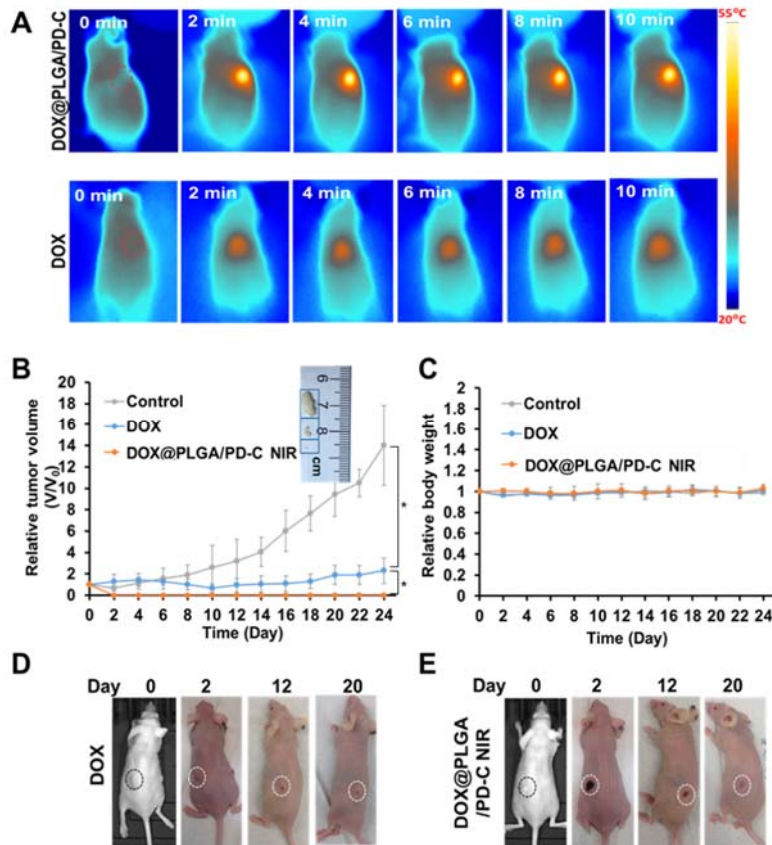 A
DOX@PLGA/PD-C
0 min
2 min
4 min
6 min
8 min
10 min
55°C
DOX
0 min
2 min
4 min
6 min
8 min
10 min
20°C
B
Relative tumor volume
(V/V₀)
20
18
16
14
12
10
8
6
4
2
0
Control
DOX
DOX@PLGA/PD-C NIR
6
7
8
cm
*
*
0 2 4 6 8 10 12 14 16 18 20 22 24
Time (Day)
C
Relative body weight
2
1.8
1.6
1.4
1.2
1
0.8
0.6
0.4
0.2
0
Control
DOX
DOX@PLGA/PD-C NIR
0 2 4 6 8 10 12 14 16 18 20 22 24
Time (Day)
D
Day 0 2 12 20
DOX
E
Day 0 2 12 20
DOX@PLGA
/PD-C NIR